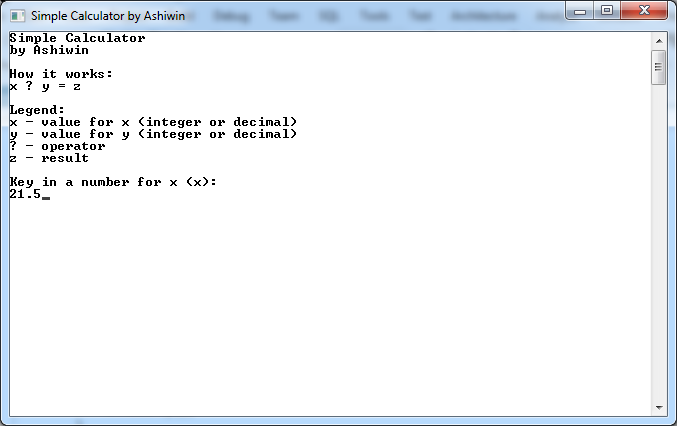 Simple Calculator by Ashiwin
Simple Calculator
by Ashiwin
How it works:
x ? y = z
Legend:
x - value for x (integer or decimal)
y - value for y (integer or decimal)
? - operator
z - result
Key in a number for x (x):
21.5_